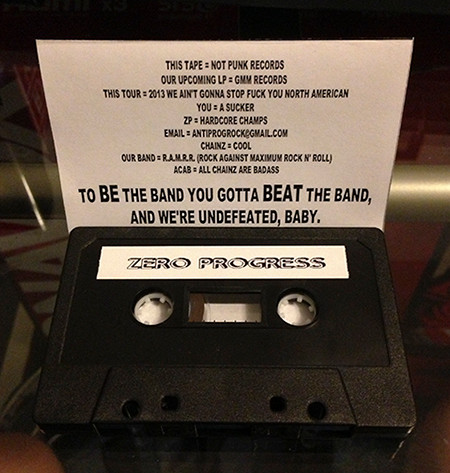 THIS TAPE = NOT PUNK RECORDS
OUR UPCOMING LP = GMM RECORDS
THIS TOUR = 2013 WE AIN'T GONNA STOP FUCK YOU NORTH AMERICAN
YOU = A SUCKER
ZP = HARDCORE CHAMPS
EMAIL = ANTIPROGROCK@GMAIL.COM
CHAINZ = COOL
OUR BAND = R.A.M.R.R. (ROCK AGAINST MAXIMUM ROCK N' ROLL)
ACAB = ALL CHAINZ ARE BADASS
TO BE THE BAND YOU GOTTA BEAT THE BAND,
AND WE'RE UNDEFEATED, BABY.
ZERO PROGRESS